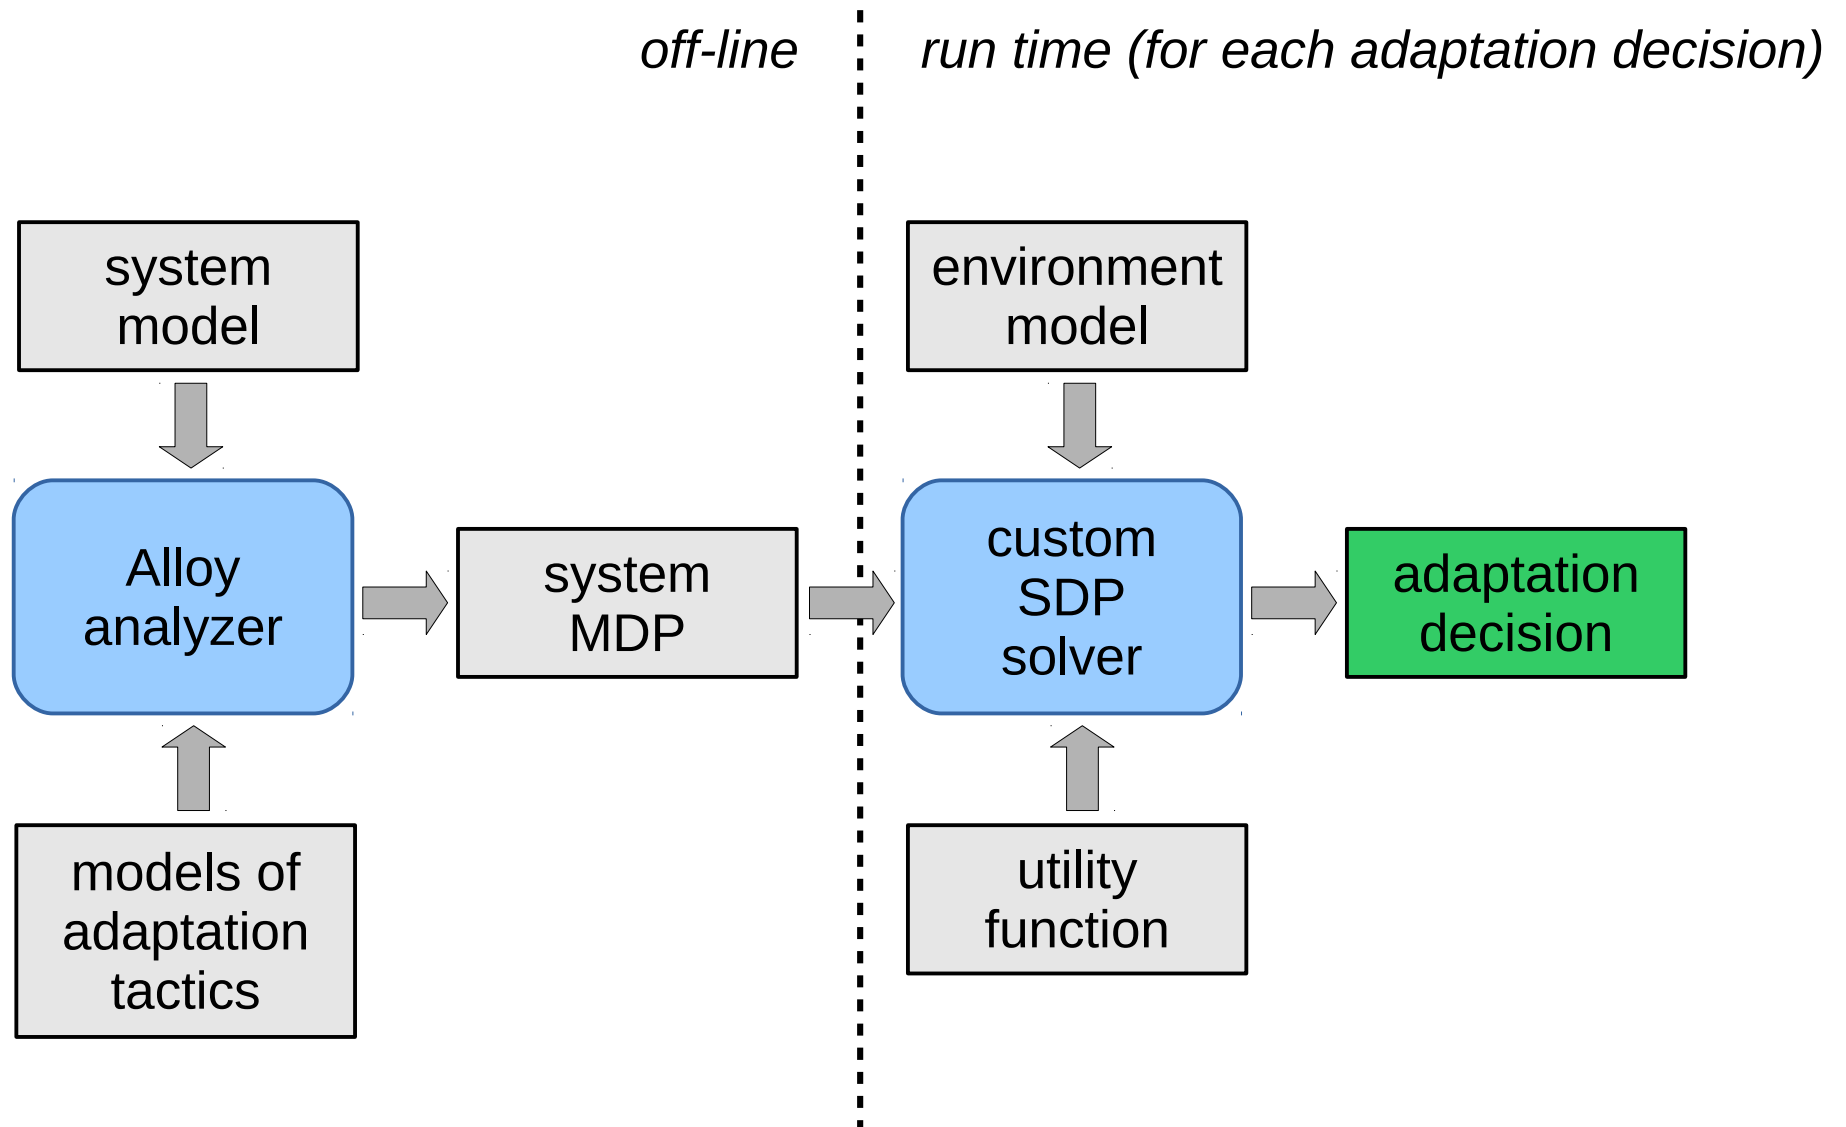 off-line
run time (for each adaptation decision)
system
model
environment
model
Alloy
analyzer
system
MDP
custom
SDP
solver
adaptation
decision
models of
adaptation
tactics
utility
function